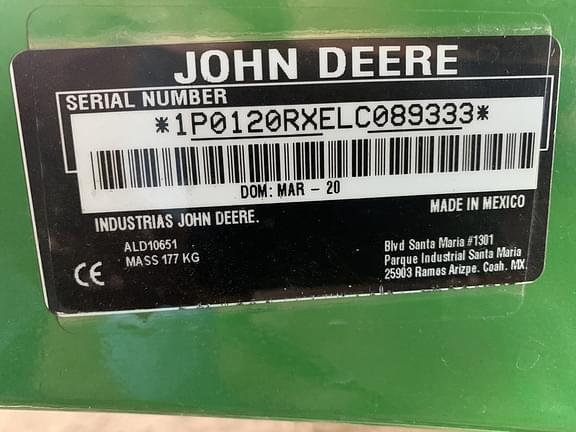 JOHN DEERE
SERIAL NUMBER
*1P0120RXELC089333*
DOM: MAR - 20
INDUSTRIAS JOHN DEERE.
MADE IN MEXICO
ALD10651
MASS 177 KG
CE
Blvd Santa Maria #1301
Parque Industrial Santa Maria
25903 Ramos Arizpe. Coah. MX.